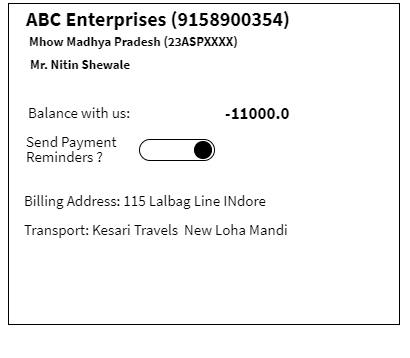 ABC Enterprises (9158900354)
Mhow Madhya Pradesh (23ASPXXXX)
Mr. Nitin Shewale
Balance with us: -11000.0
Send Payment
Reminders ?
Billing Address: 115 Lalbag Line INdore
Transport: Kesari Travels New Loha Mandi